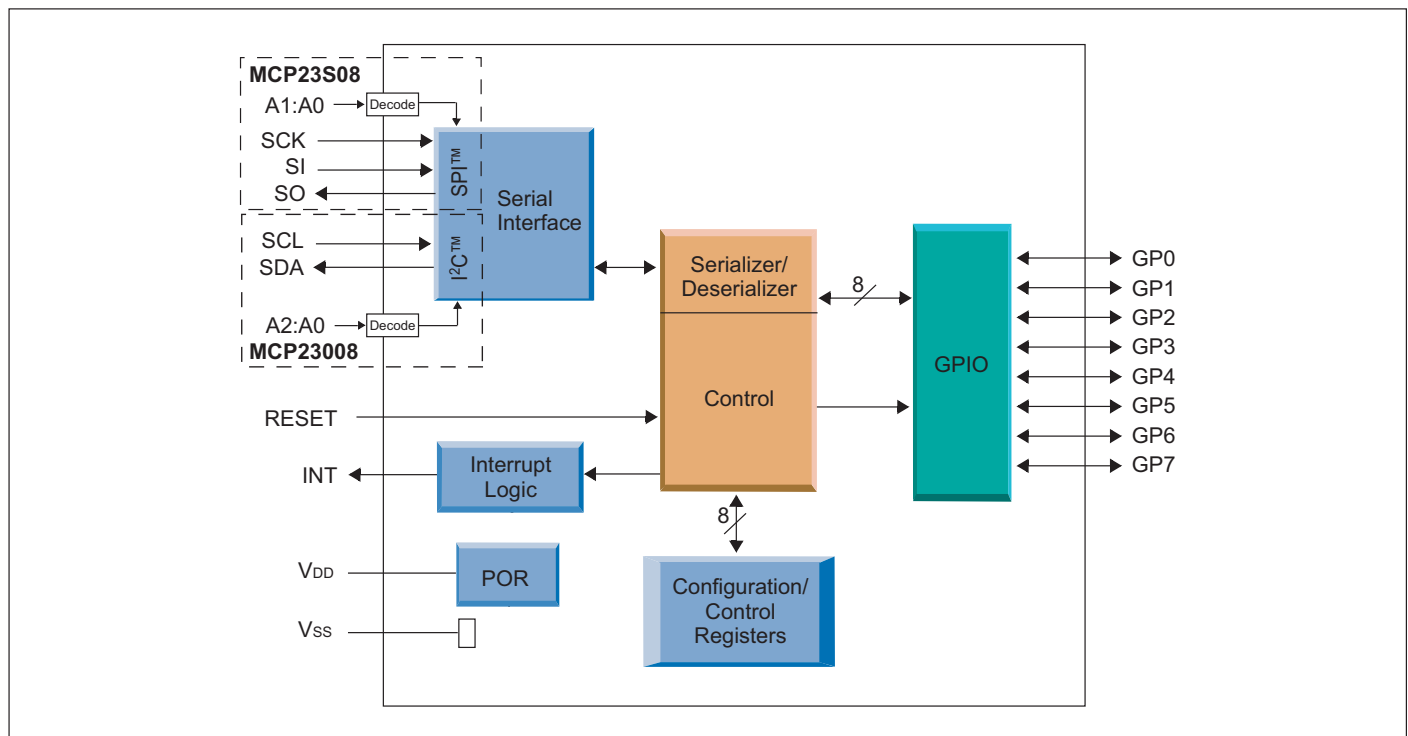 MCP23S08
A1:A0
Decode
SCK
SI
SO
SPI™
Serial
Interface
SCL
SDA
I²C™
A2:A0
Decode
MCP23008
RESET
INT
Interrupt
Logic
VDD
POR
VSS
Serializer/
Deserializer
Control
8
8
Configuration/
Control
Registers
GPIO
GP0
GP1
GP2
GP3
GP4
GP5
GP6
GP7